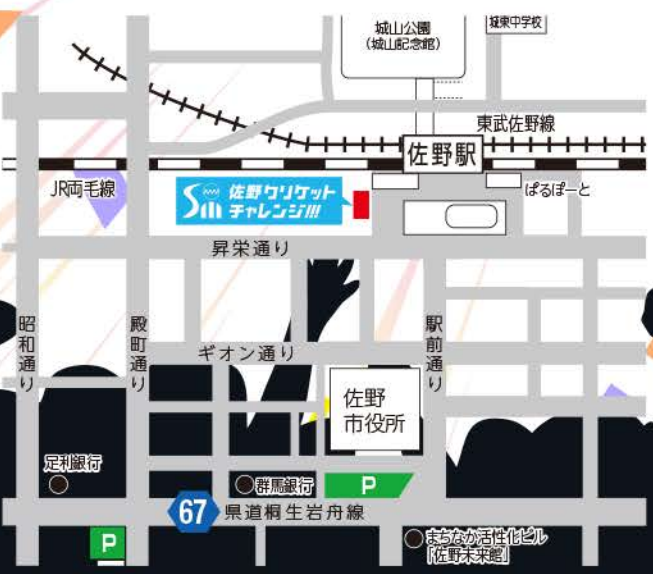 城山公園
(城山記念館)
城東中学校
東武佐野線
佐野駅
JR両毛線
佐野クリケット
チャレンジ!!!
ぱるぽーと
昇栄通り
昭和通り
殿町通り
駅前通り
ギオン通り
佐野
市役所
足利銀行
群馬銀行
P
67
県道桐生岩舟線
P
まちなか活性化ビル
「佐野未来館」